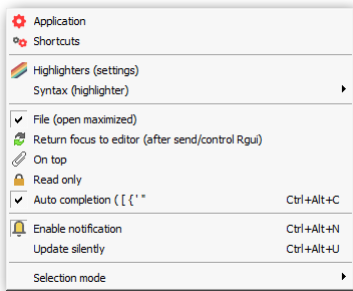 Application
Shortcuts
Highlighters (settings)
Syntax (highlighter)
File (open maximized)
Return focus to editor (after send/control Rgui)
On top
Read only
Auto completion ( [ { ' " Ctrl+Alt+C
Enable notification Ctrl+Alt+N
Update silently Ctrl+Alt+U
Selection mode